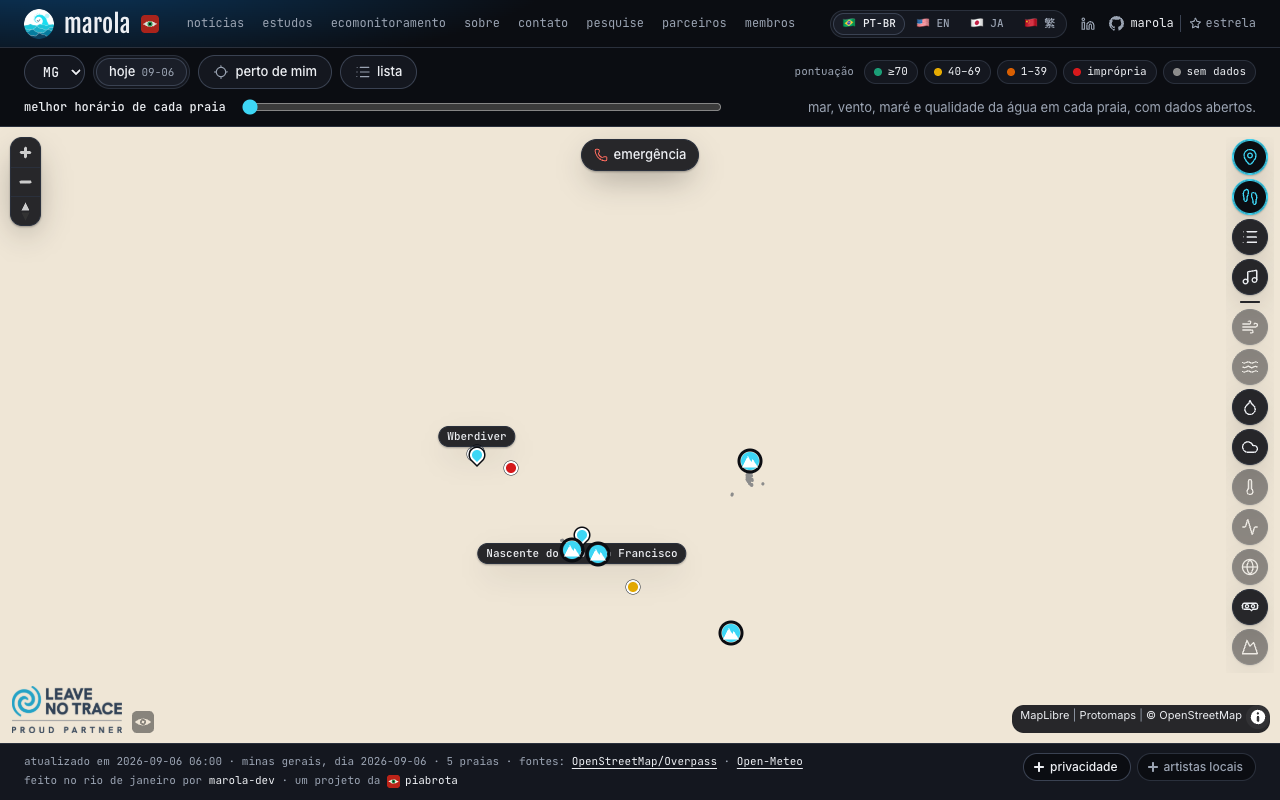 marola
notícias estudos ecomonitoramento sobre contato pesquise parceiros membros
PT-BR EN JA 繁
marola estrela
MG hoje 09-06 perto de mim lista
pontuação ≥70 40–69 1–39 imprópria sem dados
melhor horário de cada praia
mar, vento, maré e qualidade da água em cada praia, com dados abertos.
emergência
Wberdiver
Nascente do Francisco
LEAVE
NO TRACE
PROUD PARTNER
MapLibre | Protomaps | © OpenStreetMap
atualizado em 2026-09-06 06:00 · minas gerais, dia 2026-09-06 · 5 praias · fontes: OpenStreetMap/Overpass · Open-Meteo
feito no rio de janeiro por marola-dev · um projeto da piabrota
privacidade
artistas locais